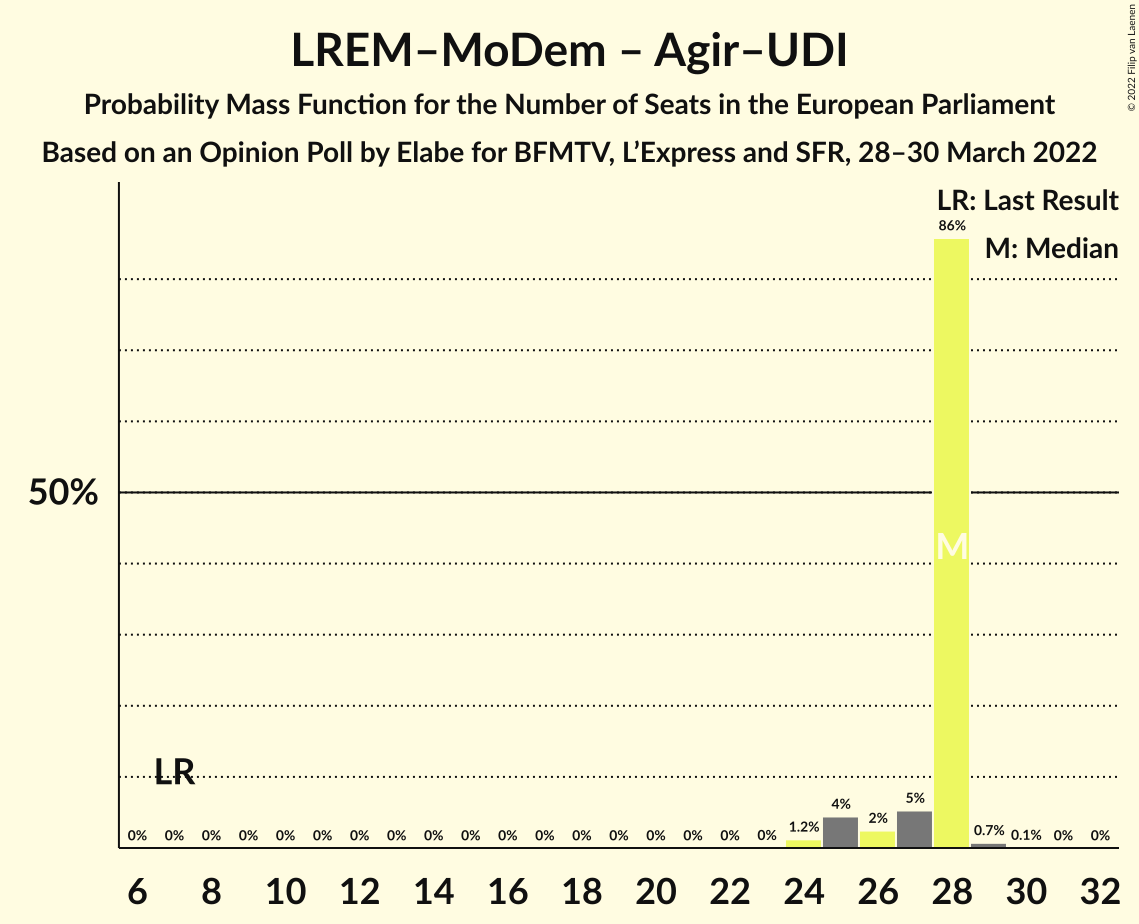 LREM–MoDem – Agir–UDI
Probability Mass Function for the Number of Seats in the European Parliament
Based on an Opinion Poll by Elabe for BFMTV, L’Express and SFR, 28–30 March 2022
© 2022 Filip van Laenen
LR: Last Result
86%
M: Median
50%
M
LR
0% 0% 0% 0% 0% 0% 0% 0% 0% 0% 0% 0% 0% 0% 0% 0% 0% 0% 1.2% 4% 2% 5% 0.7% 0.1% 0% 0%
6 8 10 12 14 16 18 20 22 24 26 28 30 32